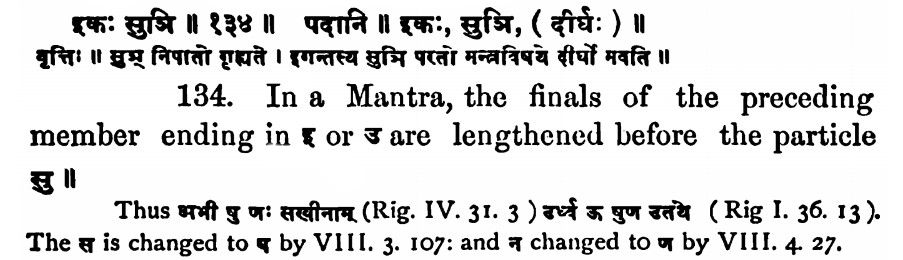 इकः सुञि ॥ १३४ ॥ पदानि ॥ इकः, सुञि, ( दीर्घः ) ॥
वृत्तिः ॥ सुञ् निपातो गृह्यते । इगन्तस्य सुञि परतो मन्त्रविषये दीर्घो भवति ॥
134. In a Mantra, the finals of the preceding
member ending in इ or उ are lengthened before the particle
सु ॥
Thus अभी षु णः सखीनाम् (Rig. IV. 31. 3 ) ऊर्ध्व ऊ षुण ऊतये ( Rig I. 36. 13 ).
The स is changed to ष by VIII. 3. 107: and न changed to ण by VIII. 4. 27.